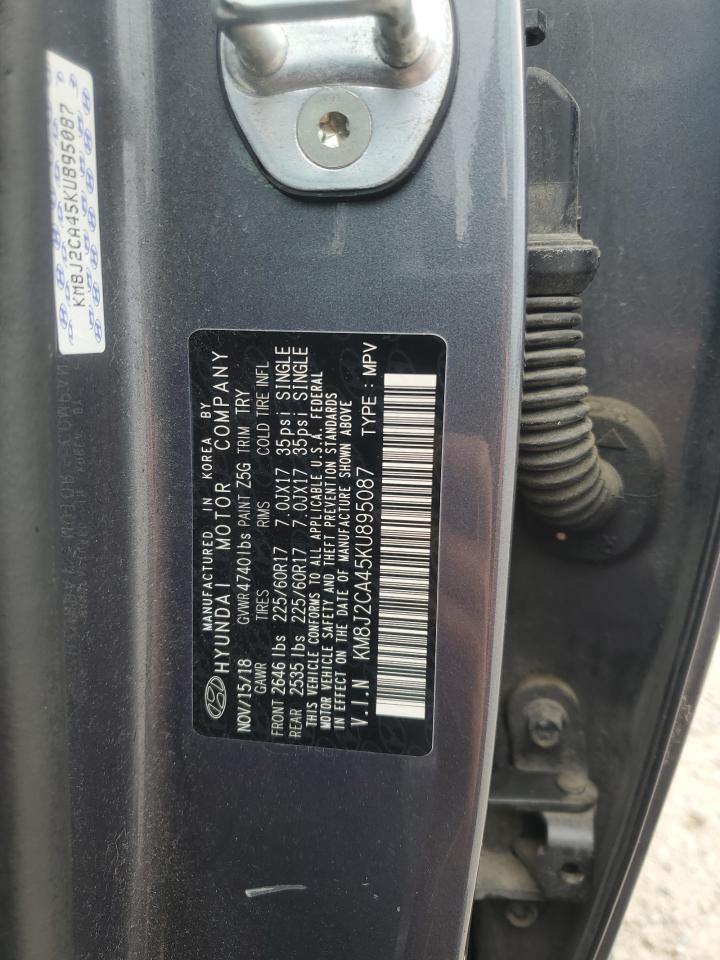 KM8J2CA45KU895087
MANUFACTURED IN KOREA BY
HYUNDAI MOTOR COMPANY
NOV/15/18 GVWR 4740lbs PAINT Z5G TRIM TRY
GAWR TIRES RIMS COLD TIRE INFL
FRONT 2646 lbs 225/60R17 7.0JX17 35psi SINGLE
REAR 2535 lbs 225/60R17 7.0JX17 35psi SINGLE
THIS VEHICLE CONFORMS TO ALL APPLICABLE U.S.A. FEDERAL
MOTOR VEHICLE SAFETY AND THEFT PREVENTION STANDARDS
IN EFFECT ON THE DATE OF MANUFACTURE SHOWN ABOVE
V.I.N KM8J2CA45KU895087 TYPE : MPV